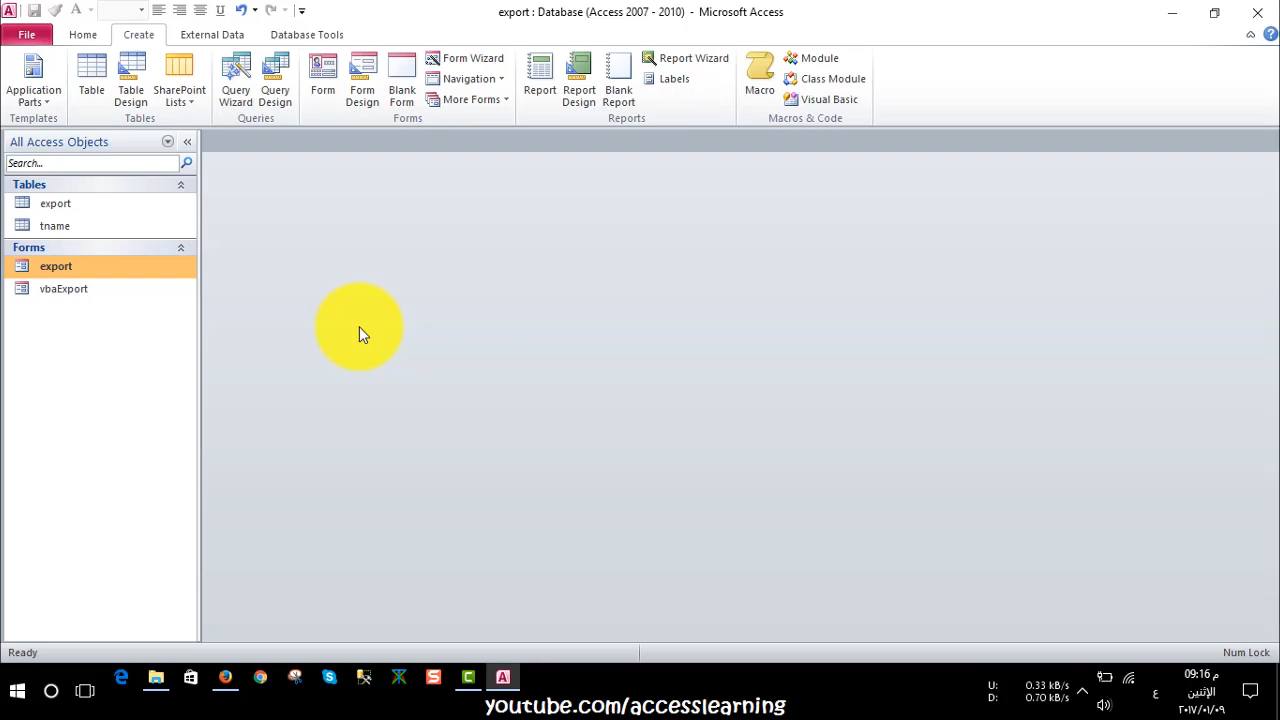 export : Database (Access 2007 - 2010) - Microsoft Access
File
Home
Create
External Data
Database Tools
Application Parts
Table
Table Design
SharePoint Lists
Query Wizard
Query Design
Form
Form Design
Blank Form
Form Wizard
Navigation
More Forms
Report
Report Design
Blank Report
Report Wizard
Labels
Macro
Module
Class Module
Visual Basic
Templates
Tables
Queries
Forms
Reports
Macros & Code
All Access Objects
Search...
Tables
export
tname
Forms
export
vbaExport
Ready
Num Lock
U: 0.33 kB/s
D: 0.70 kB/s
ع
09:16 م
الإثنين
٢٠١٧/٠١/٠٩
youtube.com/accesslearning